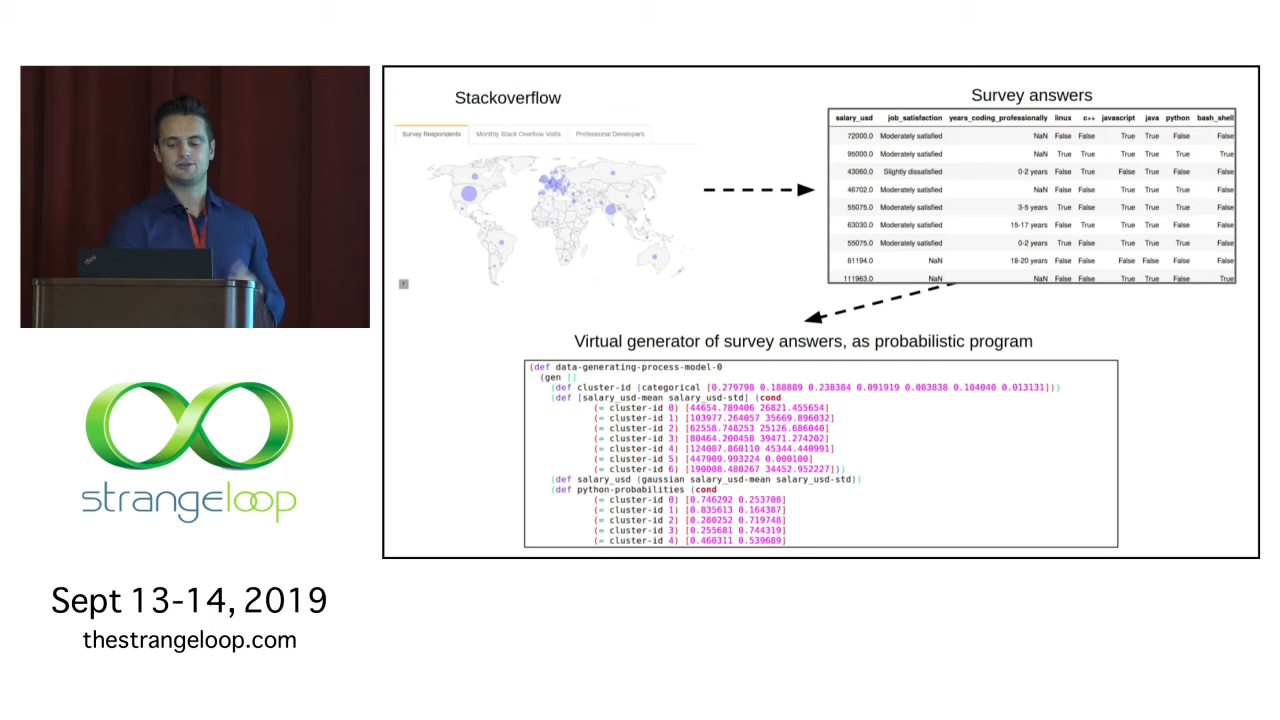 Stackoverflow
Survey Respondents Monthly Stack Overflow Visits Professional Developers
Survey answers
salary_usd job_satisfaction years_coding_professionally linux c++ javascript java python bash_shell
72000.0 Moderately satisfied NaN False False True True False False
95000.0 Moderately satisfied NaN True True True True True True
43060.0 Slightly dissatisfied 0-2 years False True False True False False
46702.0 Moderately satisfied NaN False False True True True False
55075.0 Moderately satisfied 3-5 years True False True True True False
63030.0 Moderately satisfied 15-17 years False False True True False False
55075.0 Moderately satisfied 0-2 years True False True True True False
61194.0 NaN 18-20 years False False False False False False
111963.0 NaN NaN False False True True False True
Virtual generator of survey answers, as probabilistic program
(def data-generating-process-model-0
(gen []
(def cluster-id (categorical [0.279798 0.188889 0.238384 0.091919 0.083838 0.104040 0.013131]))
(def [salary_usd-mean salary_usd-std] (cond
(= cluster-id 0) [44654.789406 26821.455654]
(= cluster-id 1) [103977.264057 35669.896032]
(= cluster-id 2) [62558.748253 25126.686040]
(= cluster-id 3) [80464.200458 39471.274202]
(= cluster-id 4) [124087.860110 45344.440991]
(= cluster-id 5) [447909.993224 0.000100]
(= cluster-id 6) [190008.480267 34452.952227]))
(def salary_usd (gaussian salary_usd-mean salary_usd-std))
(def python-probabilities (cond
(= cluster-id 0) [0.746292 0.253708]
(= cluster-id 1) [0.835613 0.164387]
(= cluster-id 2) [0.280252 0.719748]
(= cluster-id 3) [0.255681 0.744319]
(= cluster-id 4) [0.460311 0.539689]
strangeloop
Sept 13-14, 2019
thestrangeloop.com